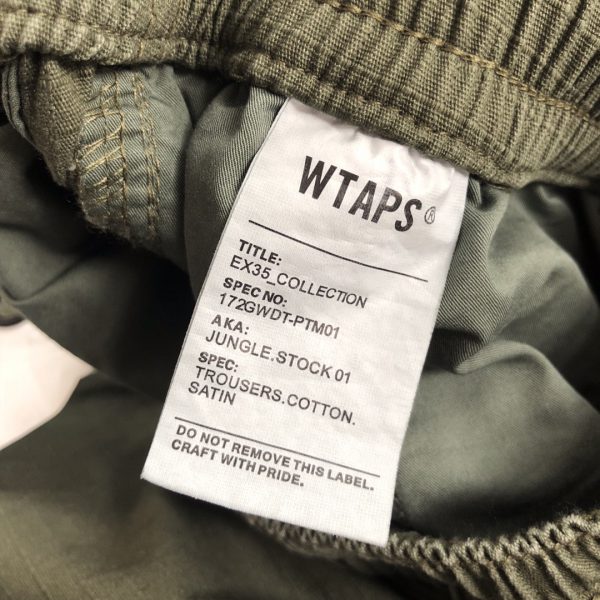 WTAPS®
TITLE:
EX35_COLLECTION
SPEC NO:
172GWDT-PTM01
AKA:
JUNGLE.STOCK 01
SPEC:
TROUSERS.COTTON.
SATIN
DO NOT REMOVE THIS LABEL.
CRAFT WITH PRIDE.